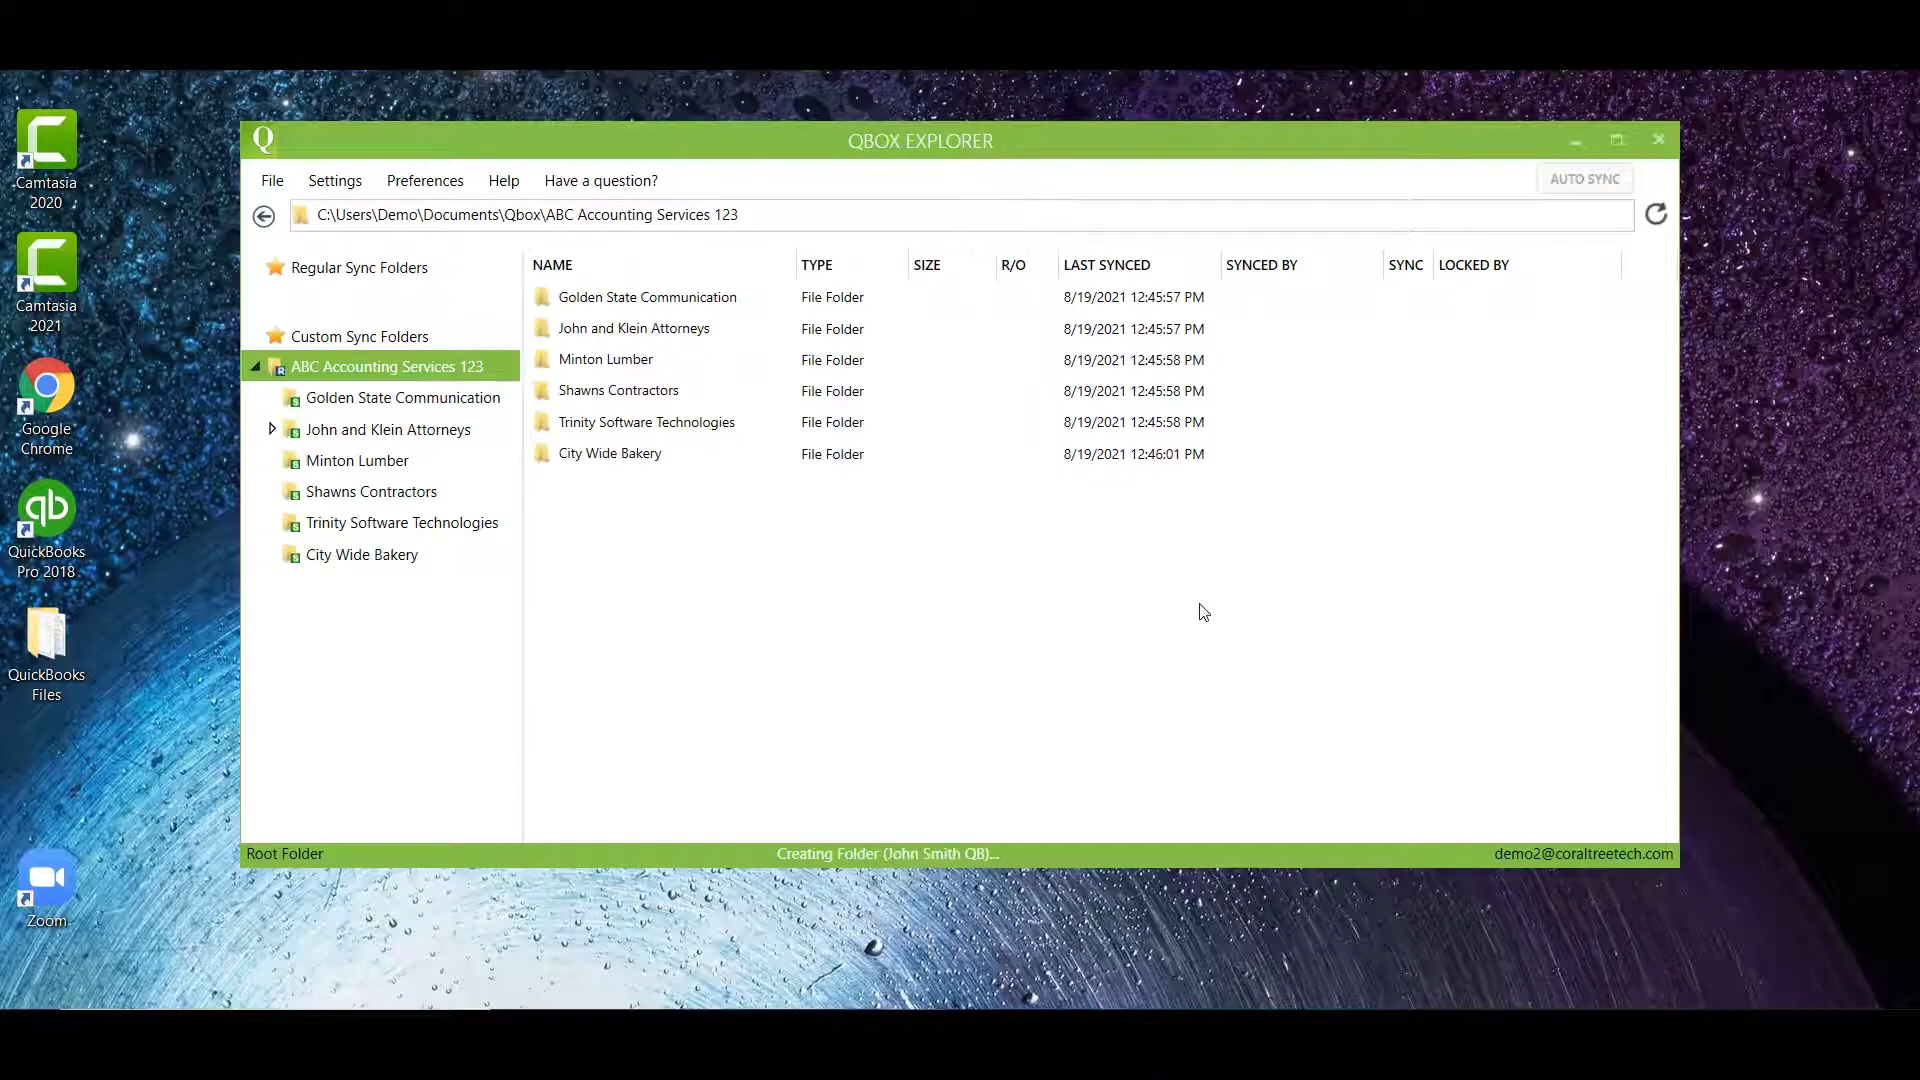 Camtasia
2020
Camtasia
2021
Google
Chrome
qb
QuickBooks
Pro 2018
QuickBooks
Files
Zoom
Q
QBOX EXPLORER
File Settings Preferences Help Have a question?
AUTO SYNC
C:\Users\Demo\Documents\Qbox\ABC Accounting Services 123
Regular Sync Folders
Custom Sync Folders
ABC Accounting Services 123
Golden State Communication
John and Klein Attorneys
Minton Lumber
Shawns Contractors
Trinity Software Technologies
City Wide Bakery
NAME TYPE SIZE R/O LAST SYNCED SYNCED BY SYNC LOCKED BY
Golden State Communication File Folder 8/19/2021 12:45:57 PM
John and Klein Attorneys File Folder 8/19/2021 12:45:57 PM
Minton Lumber File Folder 8/19/2021 12:45:58 PM
Shawns Contractors File Folder 8/19/2021 12:45:58 PM
Trinity Software Technologies File Folder 8/19/2021 12:45:58 PM
City Wide Bakery File Folder 8/19/2021 12:46:01 PM
Root Folder Creating Folder (John Smith QB)... demo2@coraltreetech.com